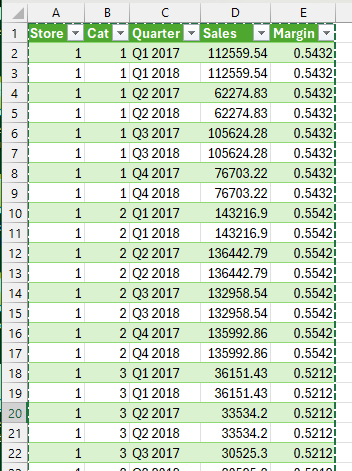 A B C D E
1 Store Cat Quarter Sales Margin
2 1 1 Q1 2017 112559.54 0.5432
3 1 1 Q1 2018 112559.54 0.5432
4 1 1 Q2 2017 62274.83 0.5432
5 1 1 Q2 2018 62274.83 0.5432
6 1 1 Q3 2017 105624.28 0.5432
7 1 1 Q3 2018 105624.28 0.5432
8 1 1 Q4 2017 76703.22 0.5432
9 1 1 Q4 2018 76703.22 0.5432
10 1 2 Q1 2017 143216.9 0.5542
11 1 2 Q1 2018 143216.9 0.5542
12 1 2 Q2 2017 136442.79 0.5542
13 1 2 Q2 2018 136442.79 0.5542
14 1 2 Q3 2017 132958.54 0.5542
15 1 2 Q3 2018 132958.54 0.5542
16 1 2 Q4 2017 135992.86 0.5542
17 1 2 Q4 2018 135992.86 0.5542
18 1 3 Q1 2017 36151.43 0.5212
19 1 3 Q1 2018 36151.43 0.5212
20 1 3 Q2 2017 33534.2 0.5212
21 1 3 Q2 2018 33534.2 0.5212
22 1 3 Q3 2017 30525.3 0.5212